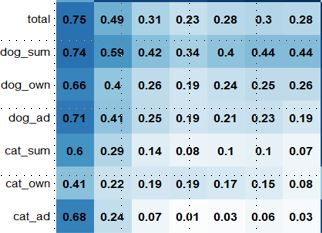 total 0.75 0.49 0.31 0.23 0.28 0.3 0.28
dog_sum 0.74 0.59 0.42 0.34 0.4 0.44 0.44
dog_own 0.66 0.4 0.26 0.19 0.24 0.25 0.26
dog_ad 0.71 0.41 0.25 0.19 0.21 0.23 0.19
cat_sum 0.6 0.29 0.14 0.08 0.1 0.1 0.07
cat_own 0.41 0.22 0.19 0.19 0.17 0.15 0.08
cat_ad 0.68 0.24 0.07 0.01 0.03 0.06 0.03